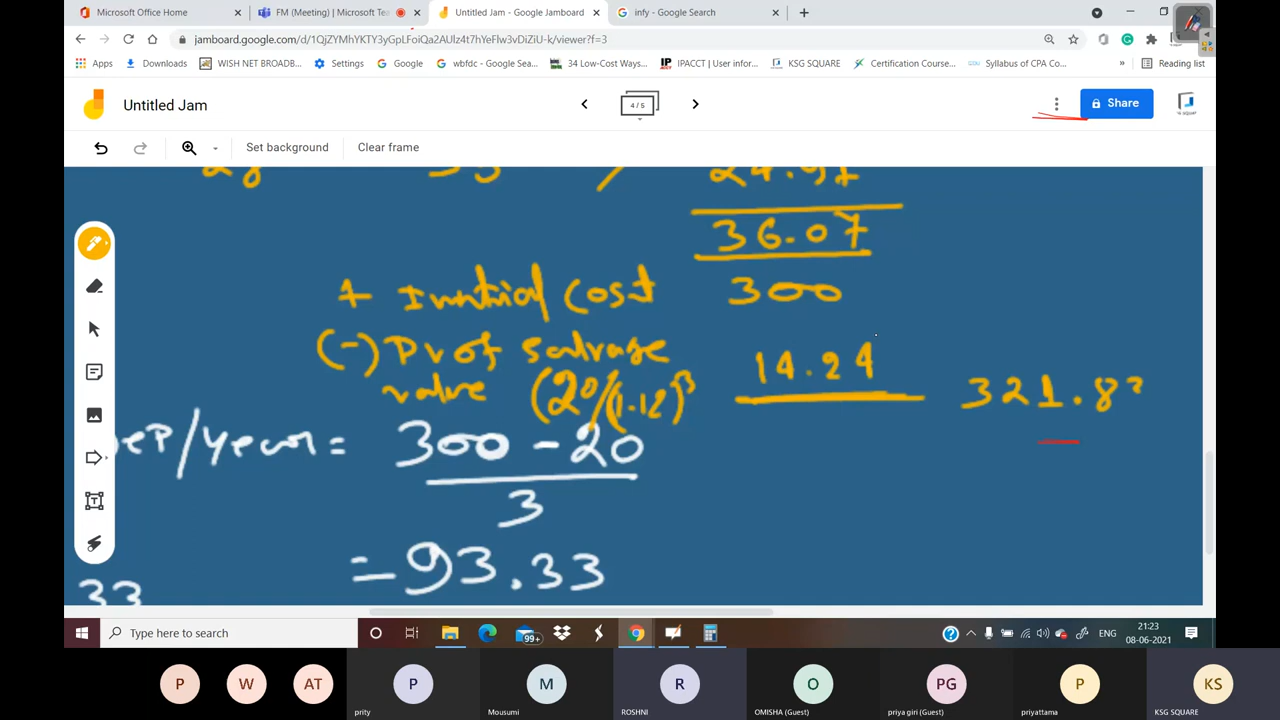 Microsoft Office Home
FM (Meeting) | Microsoft Tea
Untitled Jam - Google Jamboard
infy - Google Search
jamboard.google.com/d/1QjZYMhYKTY3yGpLFoiQa2AUlz4t7hYeFlw3vDiZiU-k/viewer?f=3
Apps
Downloads
WISH NET BROADB...
Settings
Google
wbfdc - Google Sea...
34 Low-Cost Ways...
IPACCT | User infor...
KSG SQUARE
Certification Course...
Syllabus of CPA Co...
»
Reading list
Untitled Jam
4 / 5
Share
Set background
Clear frame
36.07
+ Inntial Cost 300
(-) PV of Salvage
value (20/(1.12)3 14.24 321.83
Dep/year = 300 - 20
3
= 93.33
33
Type here to search
99+
ENG
21:23
08-06-2021
P
W
AT
P
M
R
O
PG
P
KS
prity
Mousumi
ROSHNI
OMISHA (Guest)
priya giri (Guest)
priyattama
KSG SQUARE